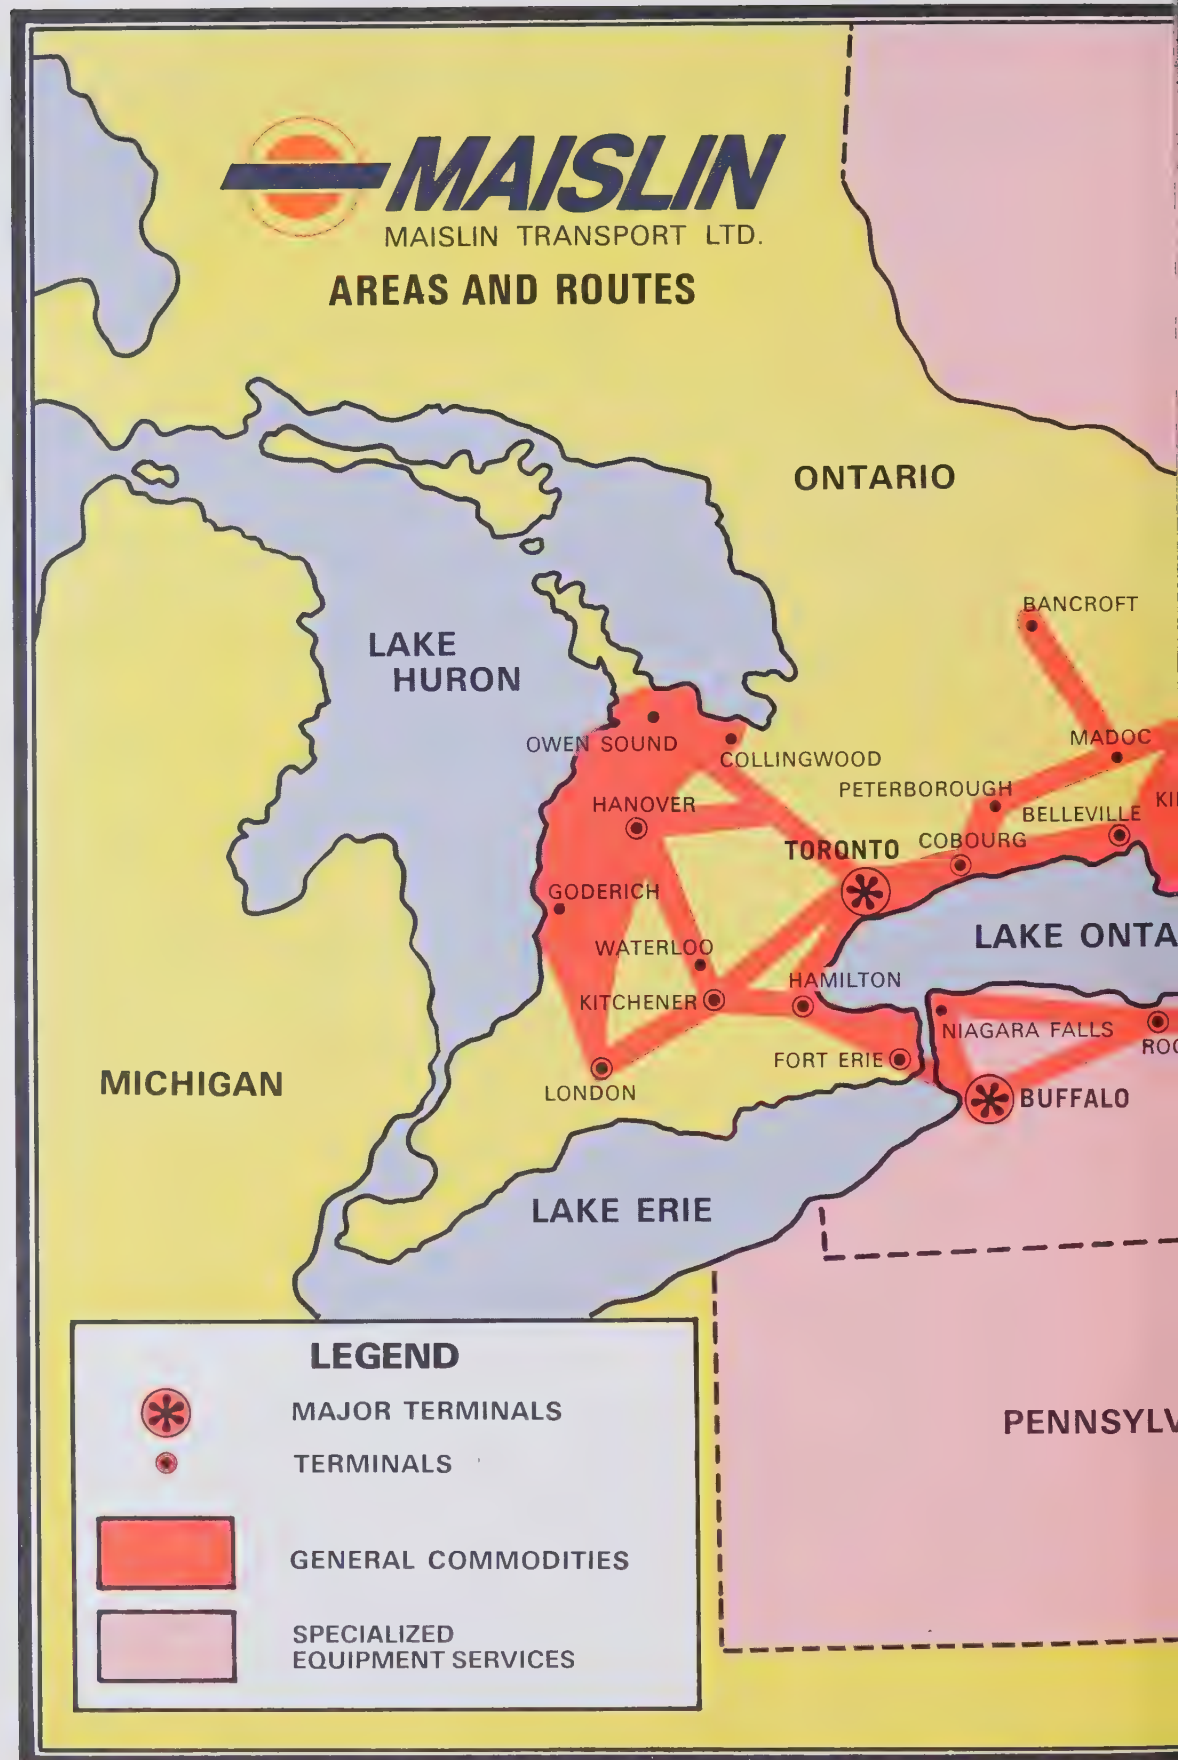 MAISLIN
MAISLIN TRANSPORT LTD.
AREAS AND ROUTES
ONTARIO
BANCROFT
LAKE
HURON
OWEN SOUND
COLLINGWOOD
MADOC
PETERBOROUGH
HANOVER
BELLEVILLE
KI
TORONTO
COBOURG
GODERICH
LAKE ONTA
WATERLOO
HAMILTON
KITCHENER
NIAGARA FALLS
ROC
FORT ERIE
MICHIGAN
LONDON
BUFFALO
LAKE ERIE
LEGEND
MAJOR TERMINALS
TERMINALS
GENERAL COMMODITIES
SPECIALIZED
EQUIPMENT SERVICES
PENNSYLV